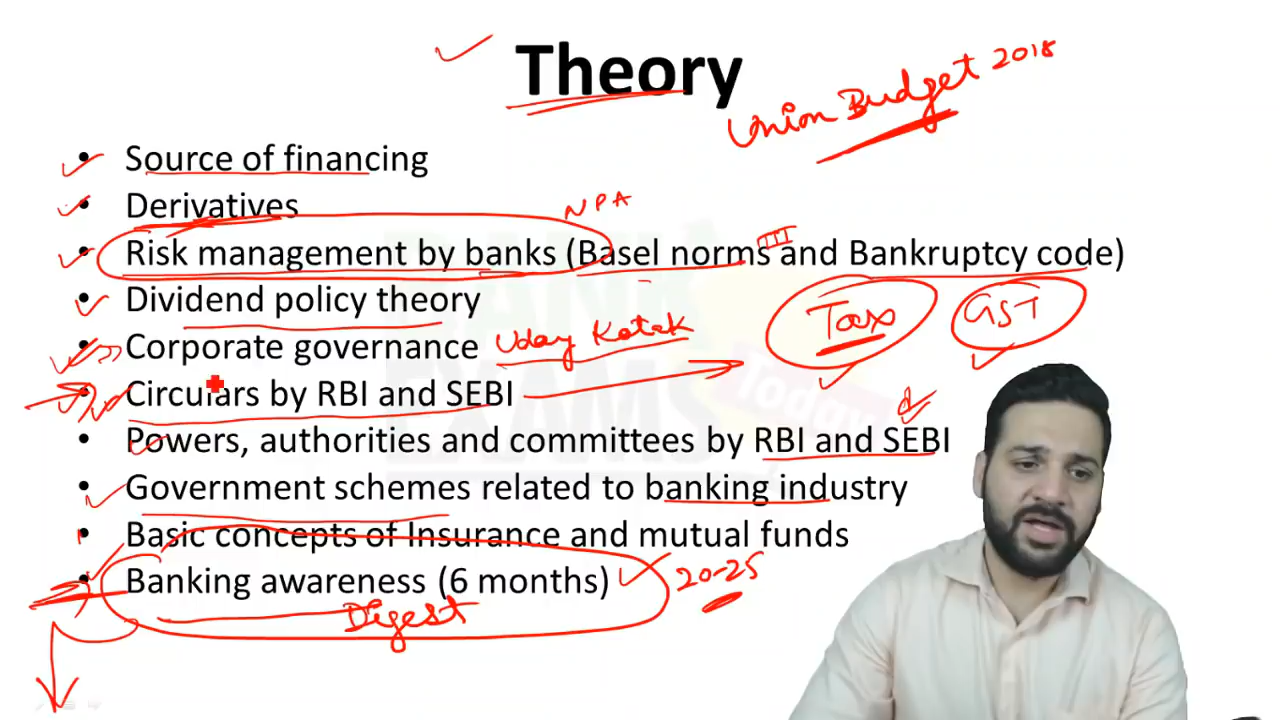 Theory
Union Budget 2018
• Source of financing
• Derivatives
NPA
• Risk management by banks (Basel norms III and Bankruptcy code)
• Dividend policy theory
Tax
GST
• Corporate governance Uday Kotak
• Circulars by RBI and SEBI
• Powers, authorities and committees by RBI and SEBI
• Government schemes related to banking industry
• Basic concepts of Insurance and mutual funds
• Banking awareness (6 months) 20-25
Digest
BANK
EXAMS
Today